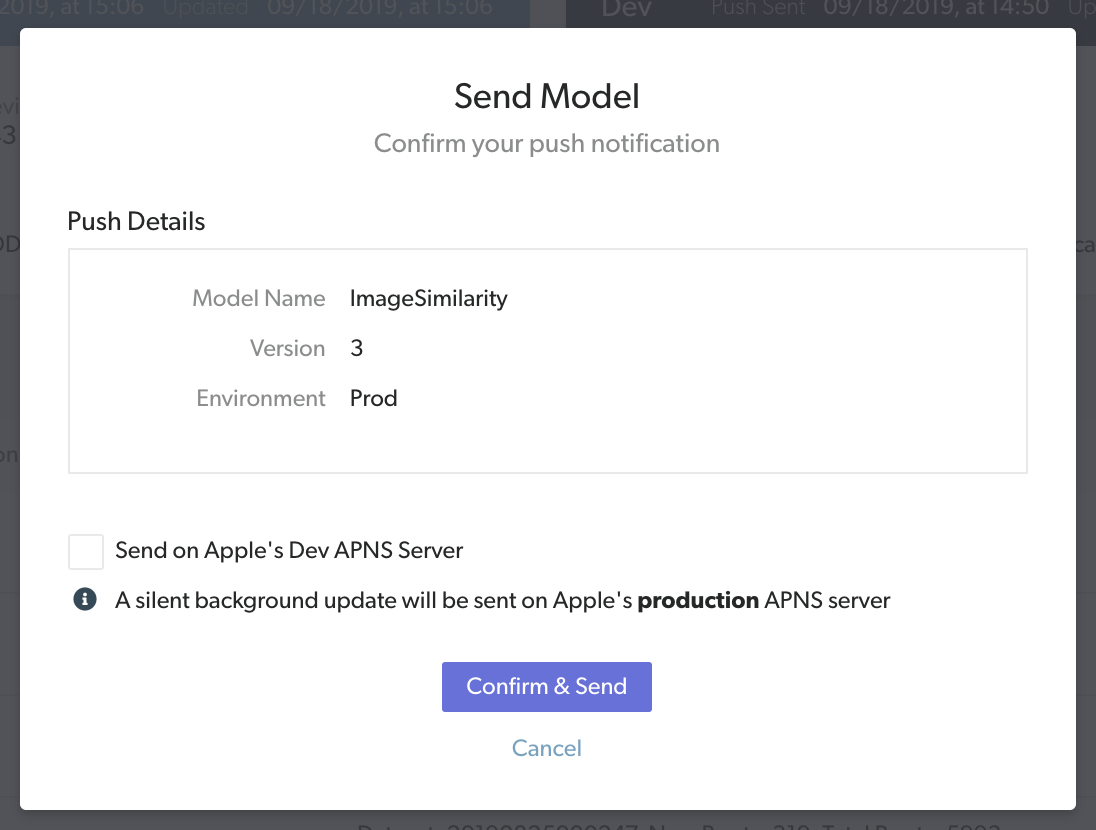 2019, at 15:06 Updated 09/18/2019, at 15:06 Dev Push Sent 09/18/2019, at 14:50
Send Model
Confirm your push notification
Push Details
Model Name ImageSimilarity
Version 3
Environment Prod
Send on Apple's Dev APNS Server
A silent background update will be sent on Apple's production APNS server
Confirm & Send
Cancel